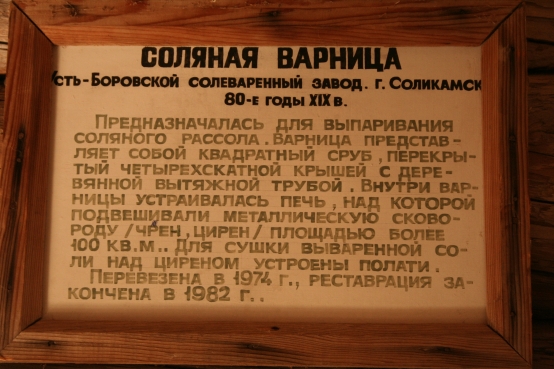 СОЛЯНАЯ ВАРНИЦА
Усть-Боровской солеваренный завод. г. Соликамск
80-е годы XIX в.
Предназначалась для выпаривания
соляного рассола. Варница представ-
ляет собой квадратный сруб, перекры-
тый четырехскатной крышей с дере-
вянной вытяжной трубой. Внутри вар-
ницы устраивалась печь, над которой
подвешивали металлическую сково-
роду /чрен, цирен/ площадью более
100 кв.м.. Для сушки вываренной со-
ли над циреном устроены полати.
Перевезена в 1974 г., реставрация за-
кончена в 1982 г..